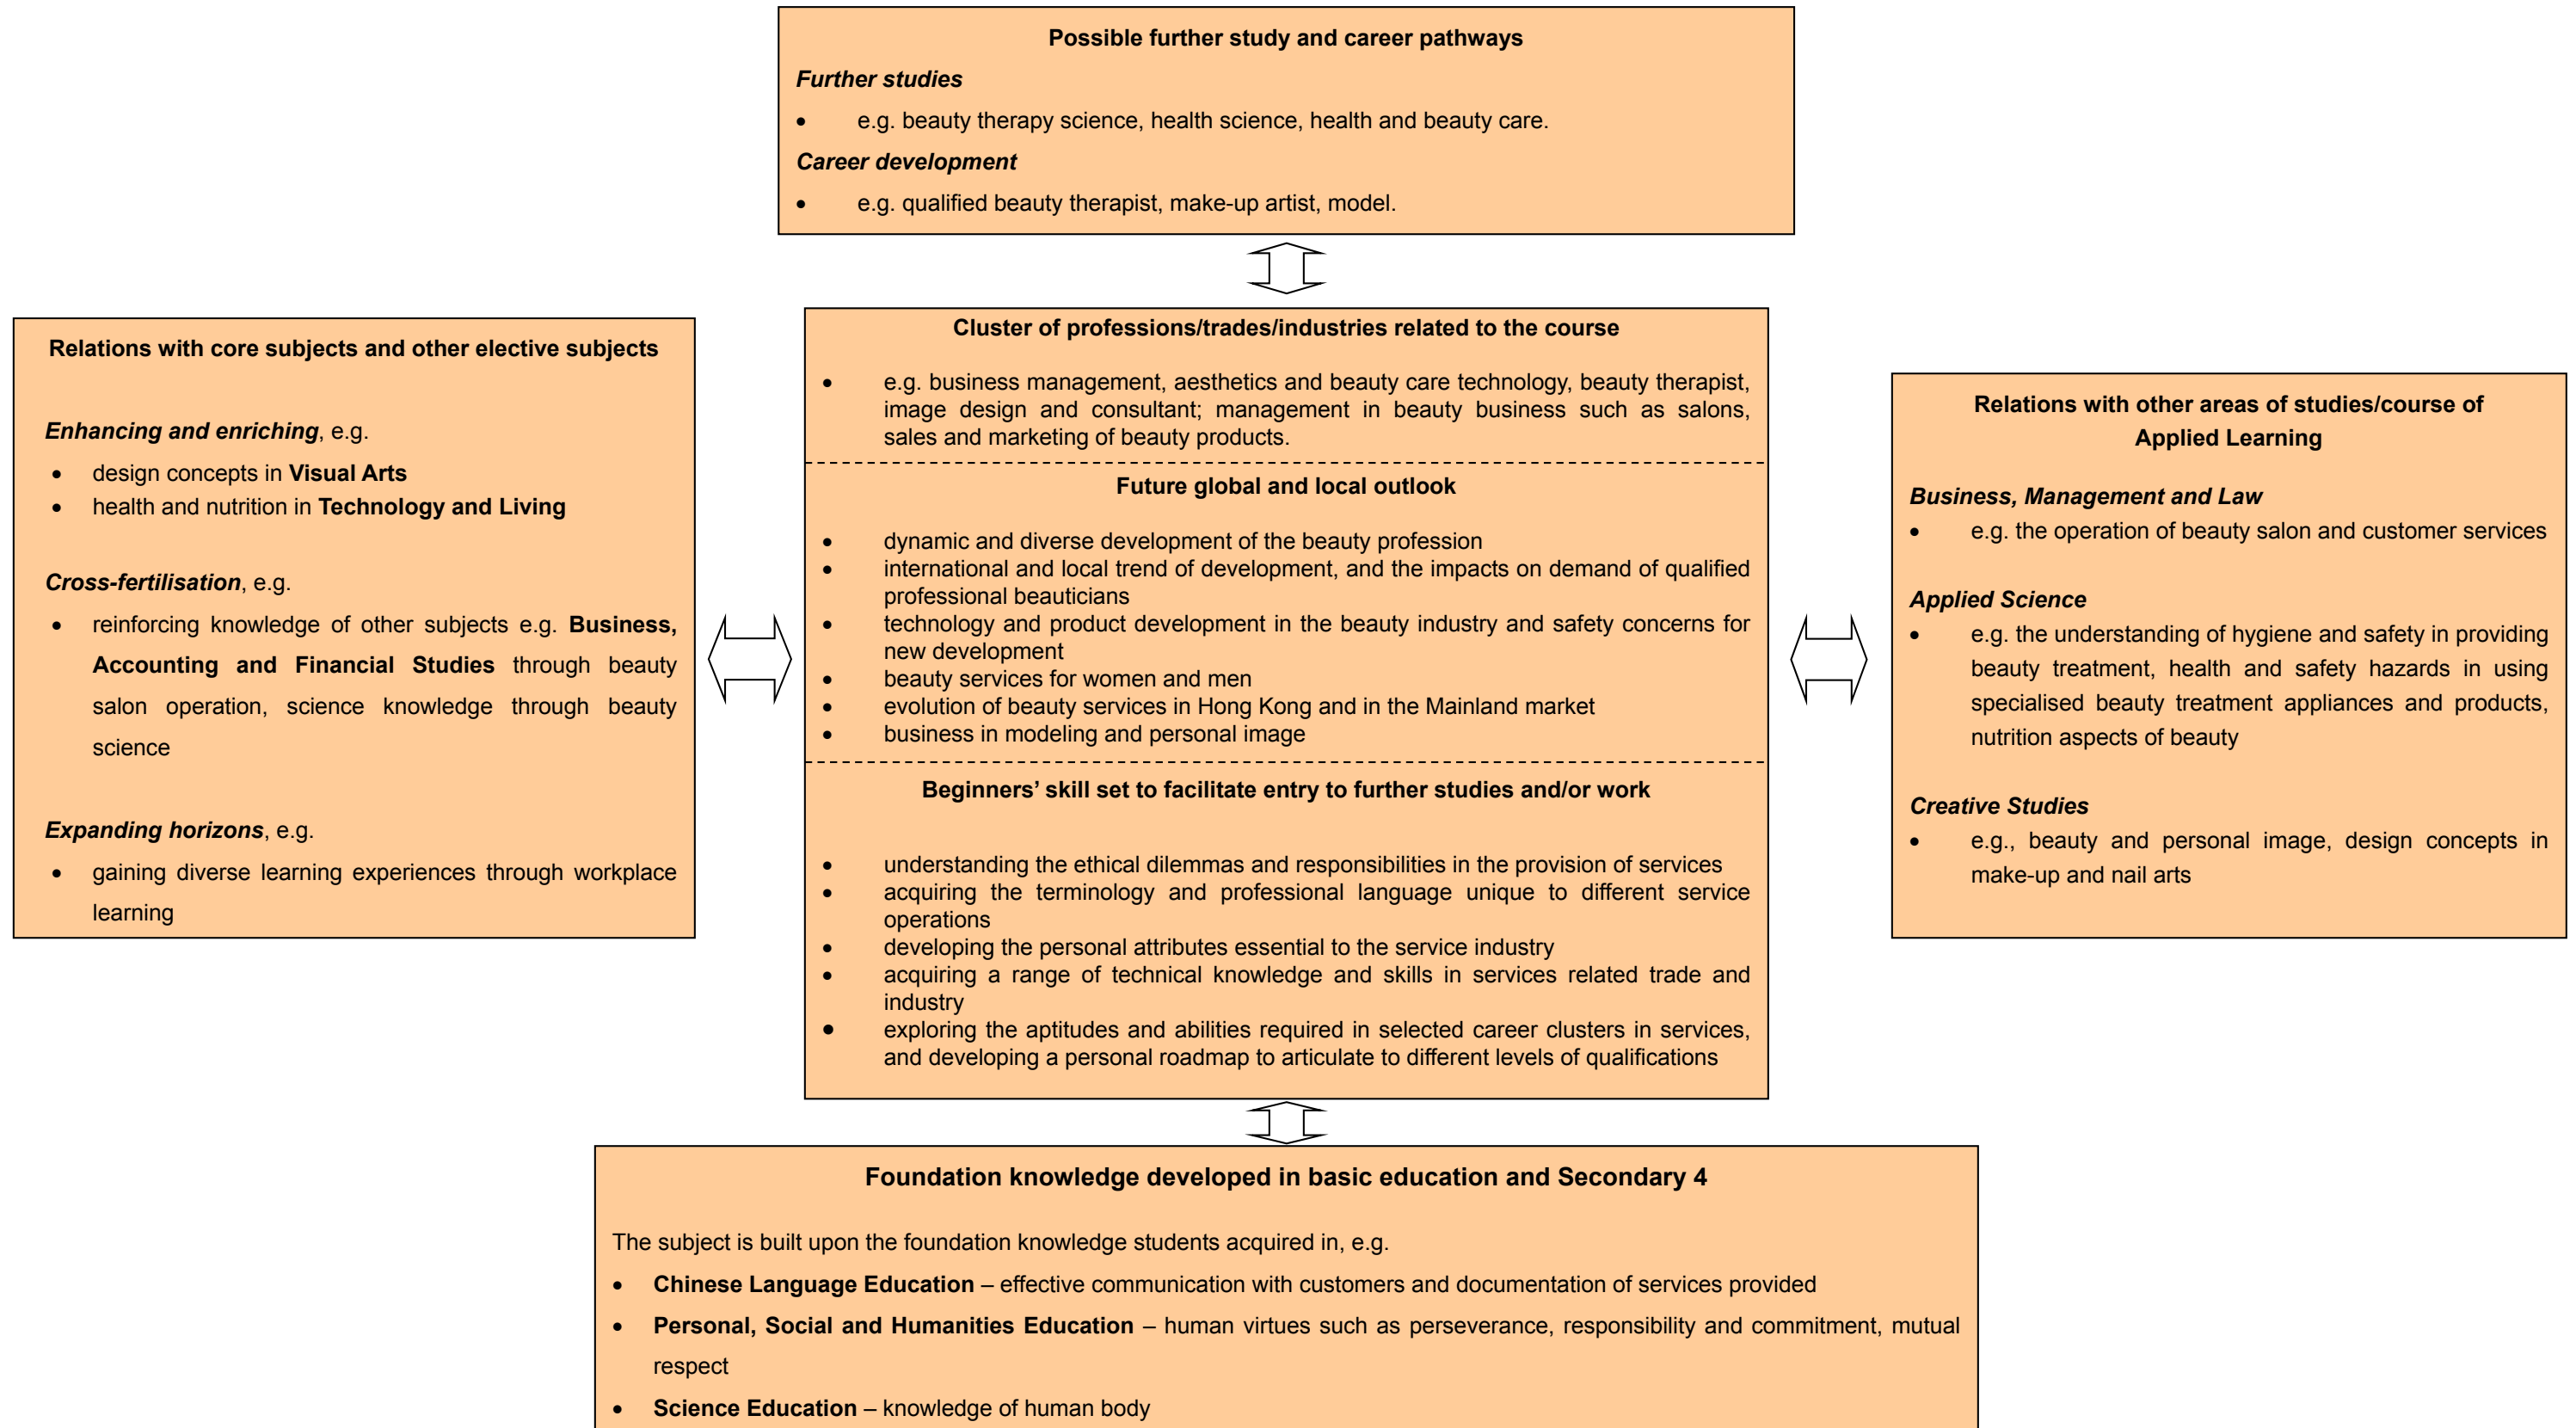 Possible further study and career pathways
Further studies
• e.g. beauty therapy science, health science, health and beauty care.
Career development
• e.g. qualified beauty therapist, make-up artist, model.
Relations with core subjects and other elective subjects
Enhancing and enriching, e.g.
• design concepts in Visual Arts
• health and nutrition in Technology and Living
Cross-fertilisation, e.g.
• reinforcing knowledge of other subjects e.g. Business,
Accounting and Financial Studies through beauty
salon operation, science knowledge through beauty
science
Expanding horizons, e.g.
• gaining diverse learning experiences through workplace
learning
Cluster of professions/trades/industries related to the course
• e.g. business management, aesthetics and beauty care technology, beauty therapist,
image design and consultant; management in beauty business such as salons,
sales and marketing of beauty products.
Future global and local outlook
• dynamic and diverse development of the beauty profession
• international and local trend of development, and the impacts on demand of qualified
professional beauticians
• technology and product development in the beauty industry and safety concerns for
new development
• beauty services for women and men
• evolution of beauty services in Hong Kong and in the Mainland market
• business in modeling and personal image
Beginners’ skill set to facilitate entry to further studies and/or work
• understanding the ethical dilemmas and responsibilities in the provision of services
• acquiring the terminology and professional language unique to different service
operations
• developing the personal attributes essential to the service industry
• acquiring a range of technical knowledge and skills in services related trade and
industry
• exploring the aptitudes and abilities required in selected career clusters in services,
and developing a personal roadmap to articulate to different levels of qualifications
Relations with other areas of studies/course of
Applied Learning
Business, Management and Law
• e.g. the operation of beauty salon and customer services
Applied Science
• e.g. the understanding of hygiene and safety in providing
beauty treatment, health and safety hazards in using
specialised beauty treatment appliances and products,
nutrition aspects of beauty
Creative Studies
• e.g., beauty and personal image, design concepts in
make-up and nail arts
Foundation knowledge developed in basic education and Secondary 4
The subject is built upon the foundation knowledge students acquired in, e.g.
• Chinese Language Education – effective communication with customers and documentation of services provided
• Personal, Social and Humanities Education – human virtues such as perseverance, responsibility and commitment, mutual
respect
• Science Education – knowledge of human body